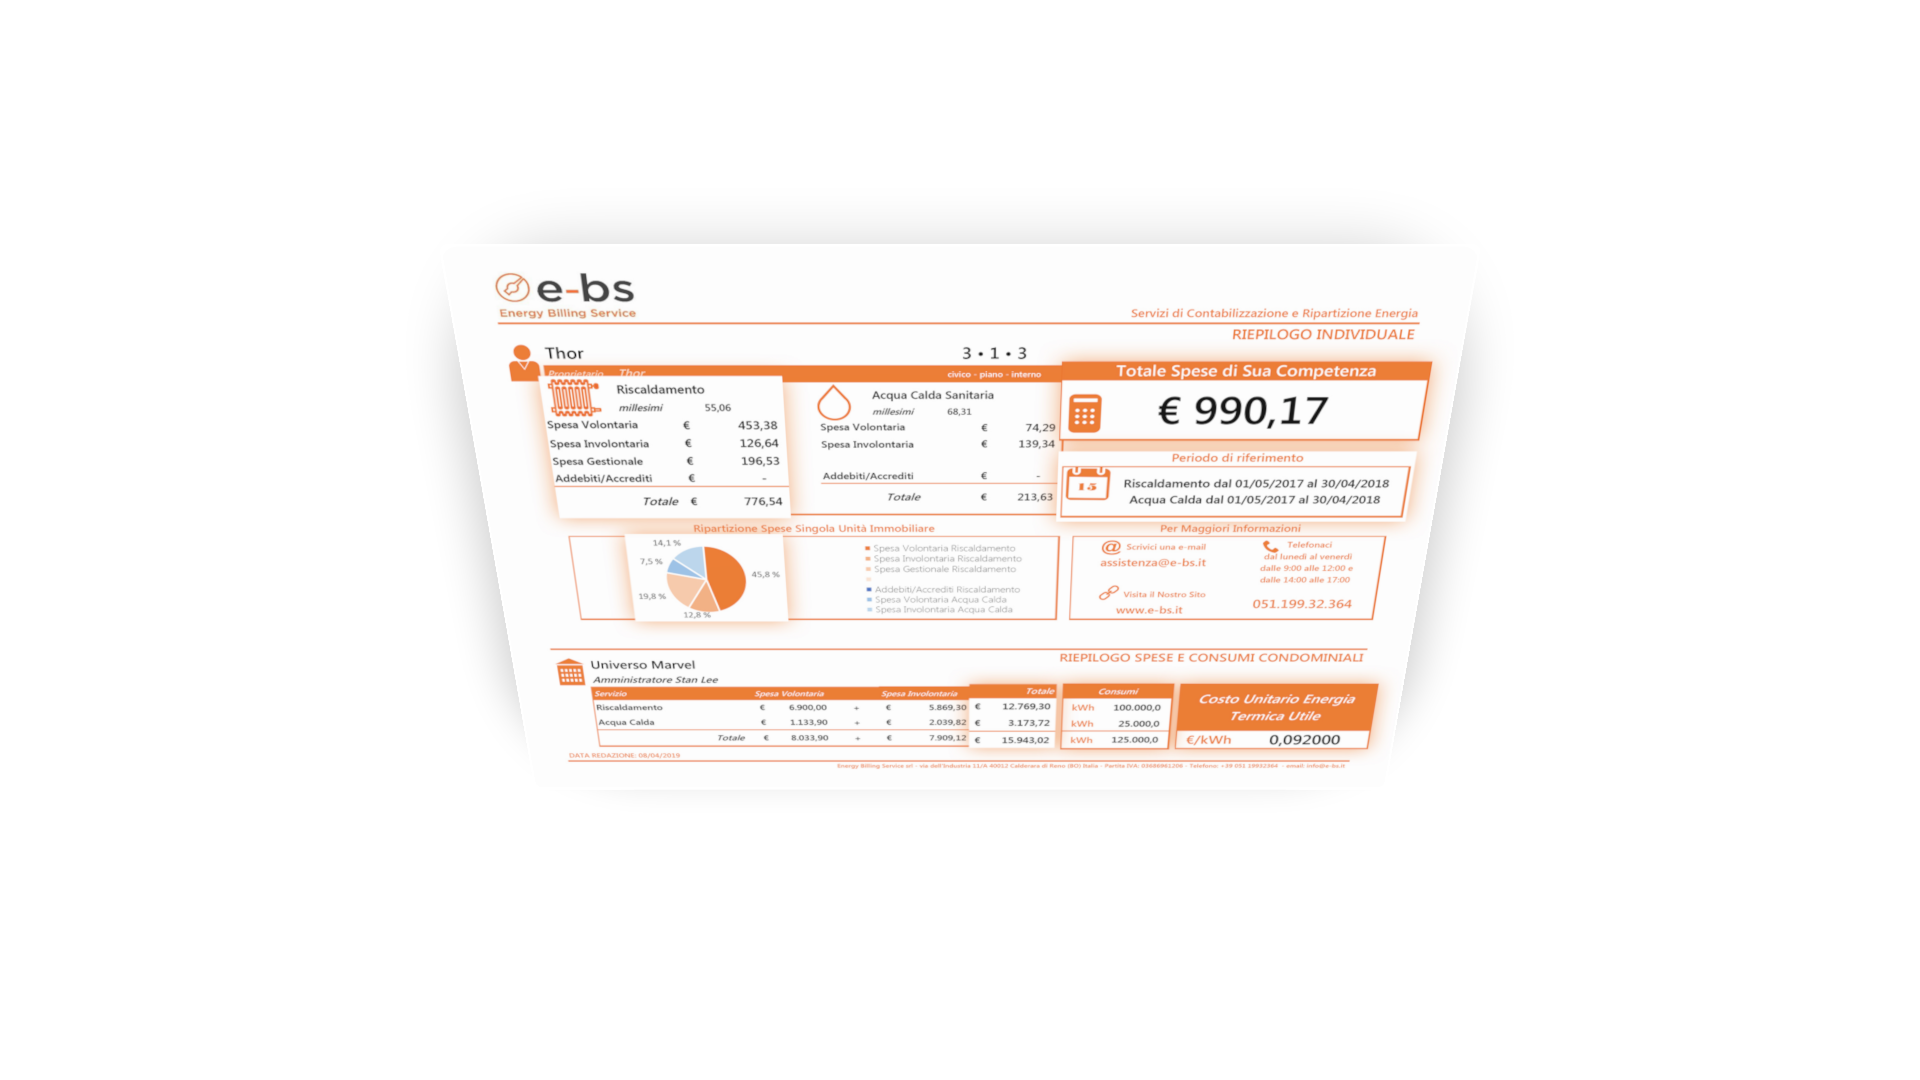 e-bs
Energy Billing Service
Servizi di Contabilizzazione e Ripartizione Energia
RIEPILOGO INDIVIDUALE
Thor
3 • 1 • 3
Proprietario Thor
civico - piano - interno
Riscaldamento
millesimi 55,06
Spesa Volontaria € 453,38
Spesa Involontaria € 126,64
Spesa Gestionale € 196,53
Addebiti/Accrediti € -
Totale € 776,54
Acqua Calda Sanitaria
millesimi 68,31
Spesa Volontaria € 74,29
Spesa Involontaria € 139,34
Addebiti/Accrediti € -
Totale € 213,63
Totale Spese di Sua Competenza
€ 990,17
Periodo di riferimento
15
Riscaldamento dal 01/05/2017 al 30/04/2018
Acqua Calda dal 01/05/2017 al 30/04/2018
Ripartizione Spese Singola Unità Immobiliare
14,1 %
7,5 %
45,8 %
19,8 %
12,8 %
Spesa Volontaria Riscaldamento
Spesa Involontaria Riscaldamento
Spesa Gestionale Riscaldamento
Addebiti/Accrediti Riscaldamento
Spesa Volontaria Acqua Calda
Spesa Involontaria Acqua Calda
Per Maggiori Informazioni
@ Scrivici una e-mail
assistenza@e-bs.it
Visita il Nostro Sito
www.e-bs.it
Telefonaci
dal lunedì al venerdì
dalle 9:00 alle 12:00 e
dalle 14:00 alle 17:00
051.199.32.364
RIEPILOGO SPESE E CONSUMI CONDOMINIALI
Universo Marvel
Amministratore Stan Lee
Servizio Spesa Volontaria Spesa Involontaria Totale Consumi
Riscaldamento € 6.900,00 + € 5.869,30 € 12.769,30 kWh 100.000,0
Acqua Calda € 1.133,90 + € 2.039,82 € 3.173,72 kWh 25.000,0
Totale € 8.033,90 + € 7.909,12 € 15.943,02 kWh 125.000,0
Costo Unitario Energia
Termica Utile
€/kWh 0,092000
DATA REDAZIONE: 08/04/2019
Energy Billing Service srl - via dell'Industria 11/A 40012 Calderara di Reno (BO) Italia - Partita IVA: 03686961206 - Telefono: +39 051 19932364 - email: info@e-bs.it